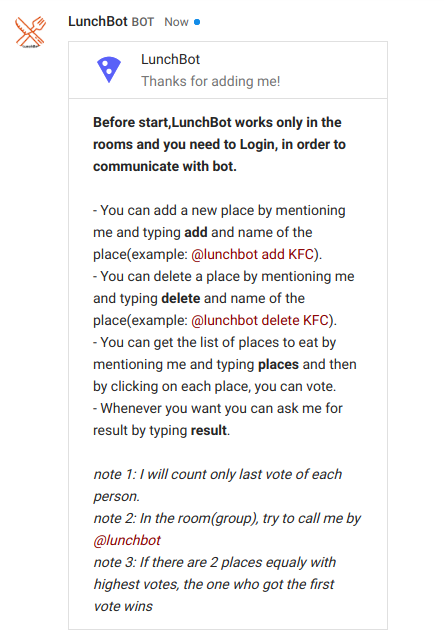 LunchBot BOT Now
LunchBot
Thanks for adding me!
Before start,LunchBot works only in the
rooms and you need to Login, in order to
communicate with bot.
- You can add a new place by mentioning
me and typing add and name of the
place(example: @lunchbot add KFC).
- You can delete a place by mentioning me
and typing delete and name of the
place(example: @lunchbot delete KFC).
- You can get the list of places to eat by
mentioning me and typing places and then
by clicking on each place, you can vote.
- Whenever you want you can ask me for
result by typing result.
note 1: I will count only last vote of each
person.
note 2: In the room(group), try to call me by
@lunchbot
note 3: If there are 2 places equaly with
highest votes, the one who got the first
vote wins